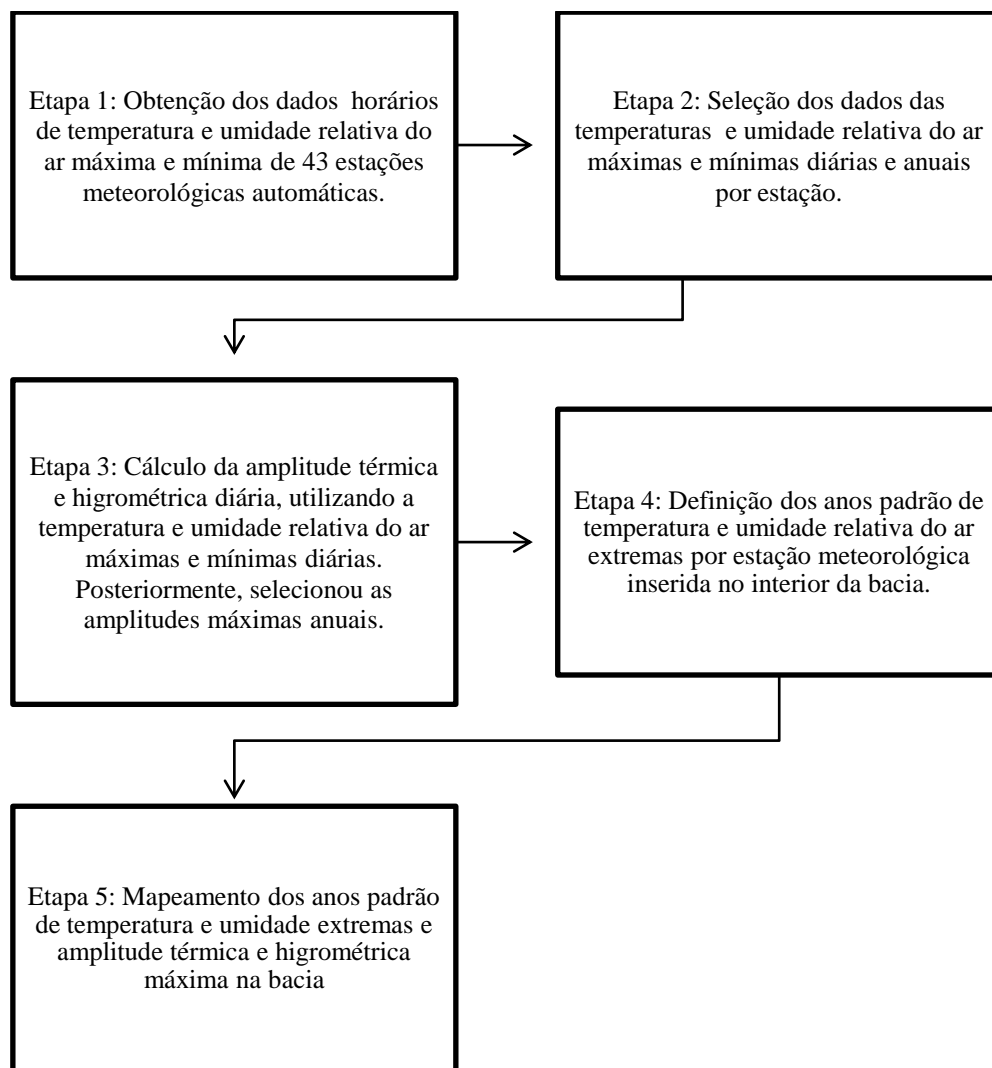 Etapa 1: Obtenção dos dados horários
de temperatura e umidade relativa do
ar máxima e mínima de 43 estações
meteorológicas automáticas.
Etapa 2: Seleção dos dados das
temperaturas e umidade relativa do ar
máximas e mínimas diárias e anuais
por estação.
Etapa 3: Cálculo da amplitude térmica
e higrométrica diária, utilizando a
temperatura e umidade relativa do ar
máximas e mínimas diárias.
Posteriormente, selecionou as
amplitudes máximas anuais.
Etapa 4: Definição dos anos padrão de
temperatura e umidade relativa do ar
extremas por estação meteorológica
inserida no interior da bacia.
Etapa 5: Mapeamento dos anos padrão
de temperatura e umidade extremas e
amplitude térmica e higrométrica
máxima na bacia